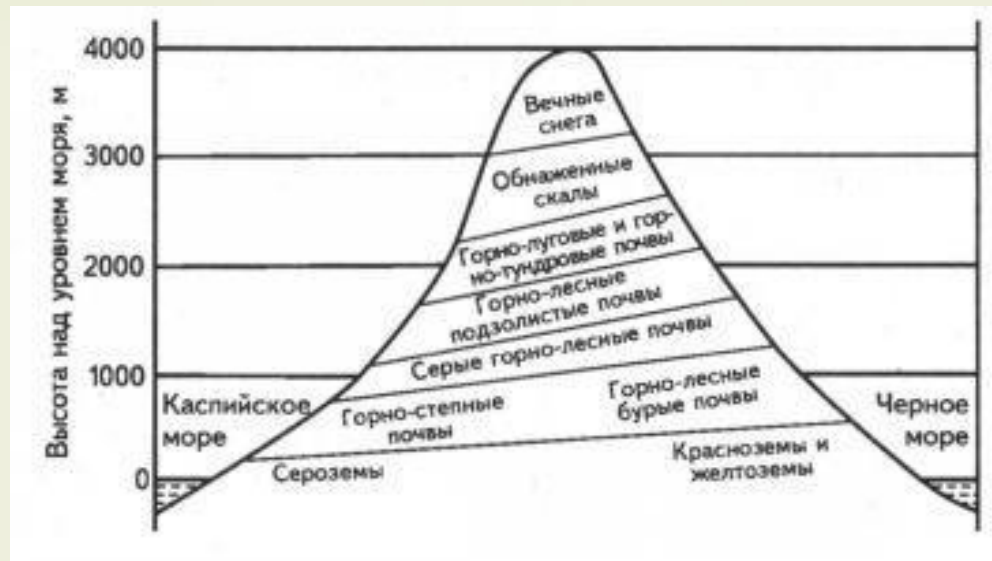 Высота над уровнем моря, м
4000
3000
2000
1000
0
Вечные
снега
Обнаженные
скалы
Горно-луговые и гор-
но-тундровые почвы
Горно-лесные
подзолистые почвы
Серые горно-лесные почвы
Каспийское
море
Горно-степные
почвы
Горно-лесные
бурые почвы
Черное
море
Сероземы
Красноземы и
желтоземы